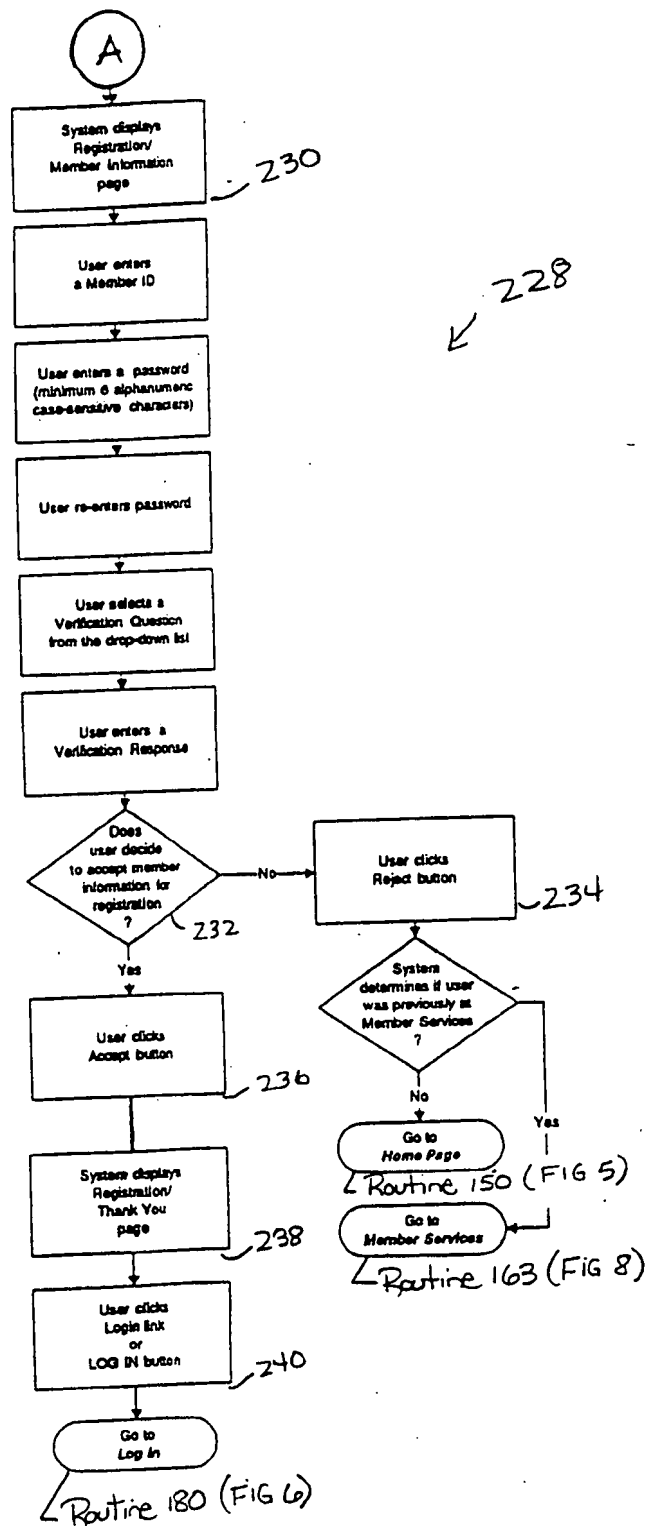 A
System displays
Registration/
Member Information
page
230
User enters
a Member ID
228
User enters a password
(minimum 6 alphanumeric
case-sensitive characters)
User re-enters password
User selects a
Verification Question
from the drop-down list
User enters a
Verification Response
Does
user decide
to accept member
information for
registration
?
232
No
User clicks
Reject button
234
Yes
System
determines if user
was previously at
Member Services
?
User clicks
Accept button
236
No
Yes
Go to
Home Page
Routine 150 (FIG 5)
System displays
Registration/
Thank You
page
238
Go to
Member Services
Routine 163 (FIG 8)
User clicks
Login link
or
LOG IN button
240
Go to
Log In
Routine 180 (FIG 6)